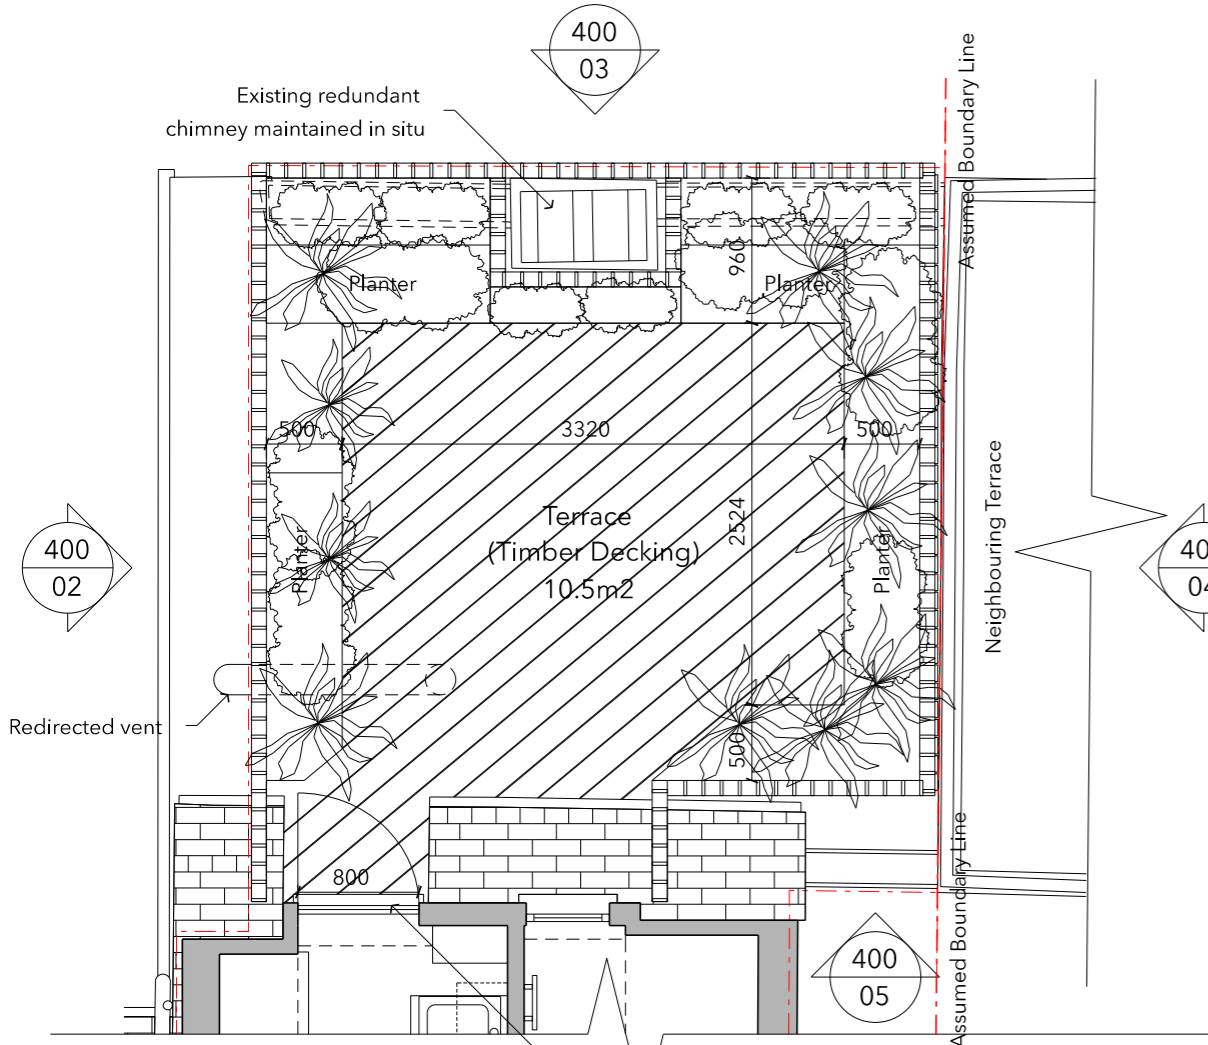 400
03
Assumed Boundary Line
Existing redundant
chimney maintained in situ
960
Planter
Planter
500
3320
500
Neighbouring Terrace
Terrace
(Timber Decking)
10.5m2
2524
Planter
Planter
400
02
Redirected vent
500
800
400
05
Assumed Boundary Line